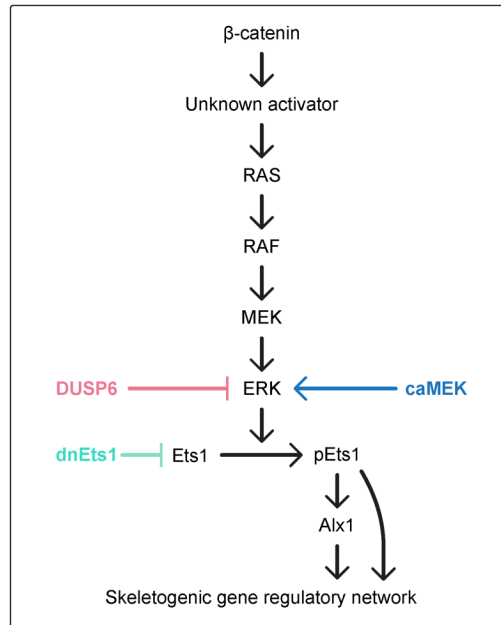 β-catenin
Unknown activator
RAS
RAF
MEK
DUSP6 ERK caMEK
dnEts1 Ets1 pEts1
Alx1
Skeletogenic gene regulatory network